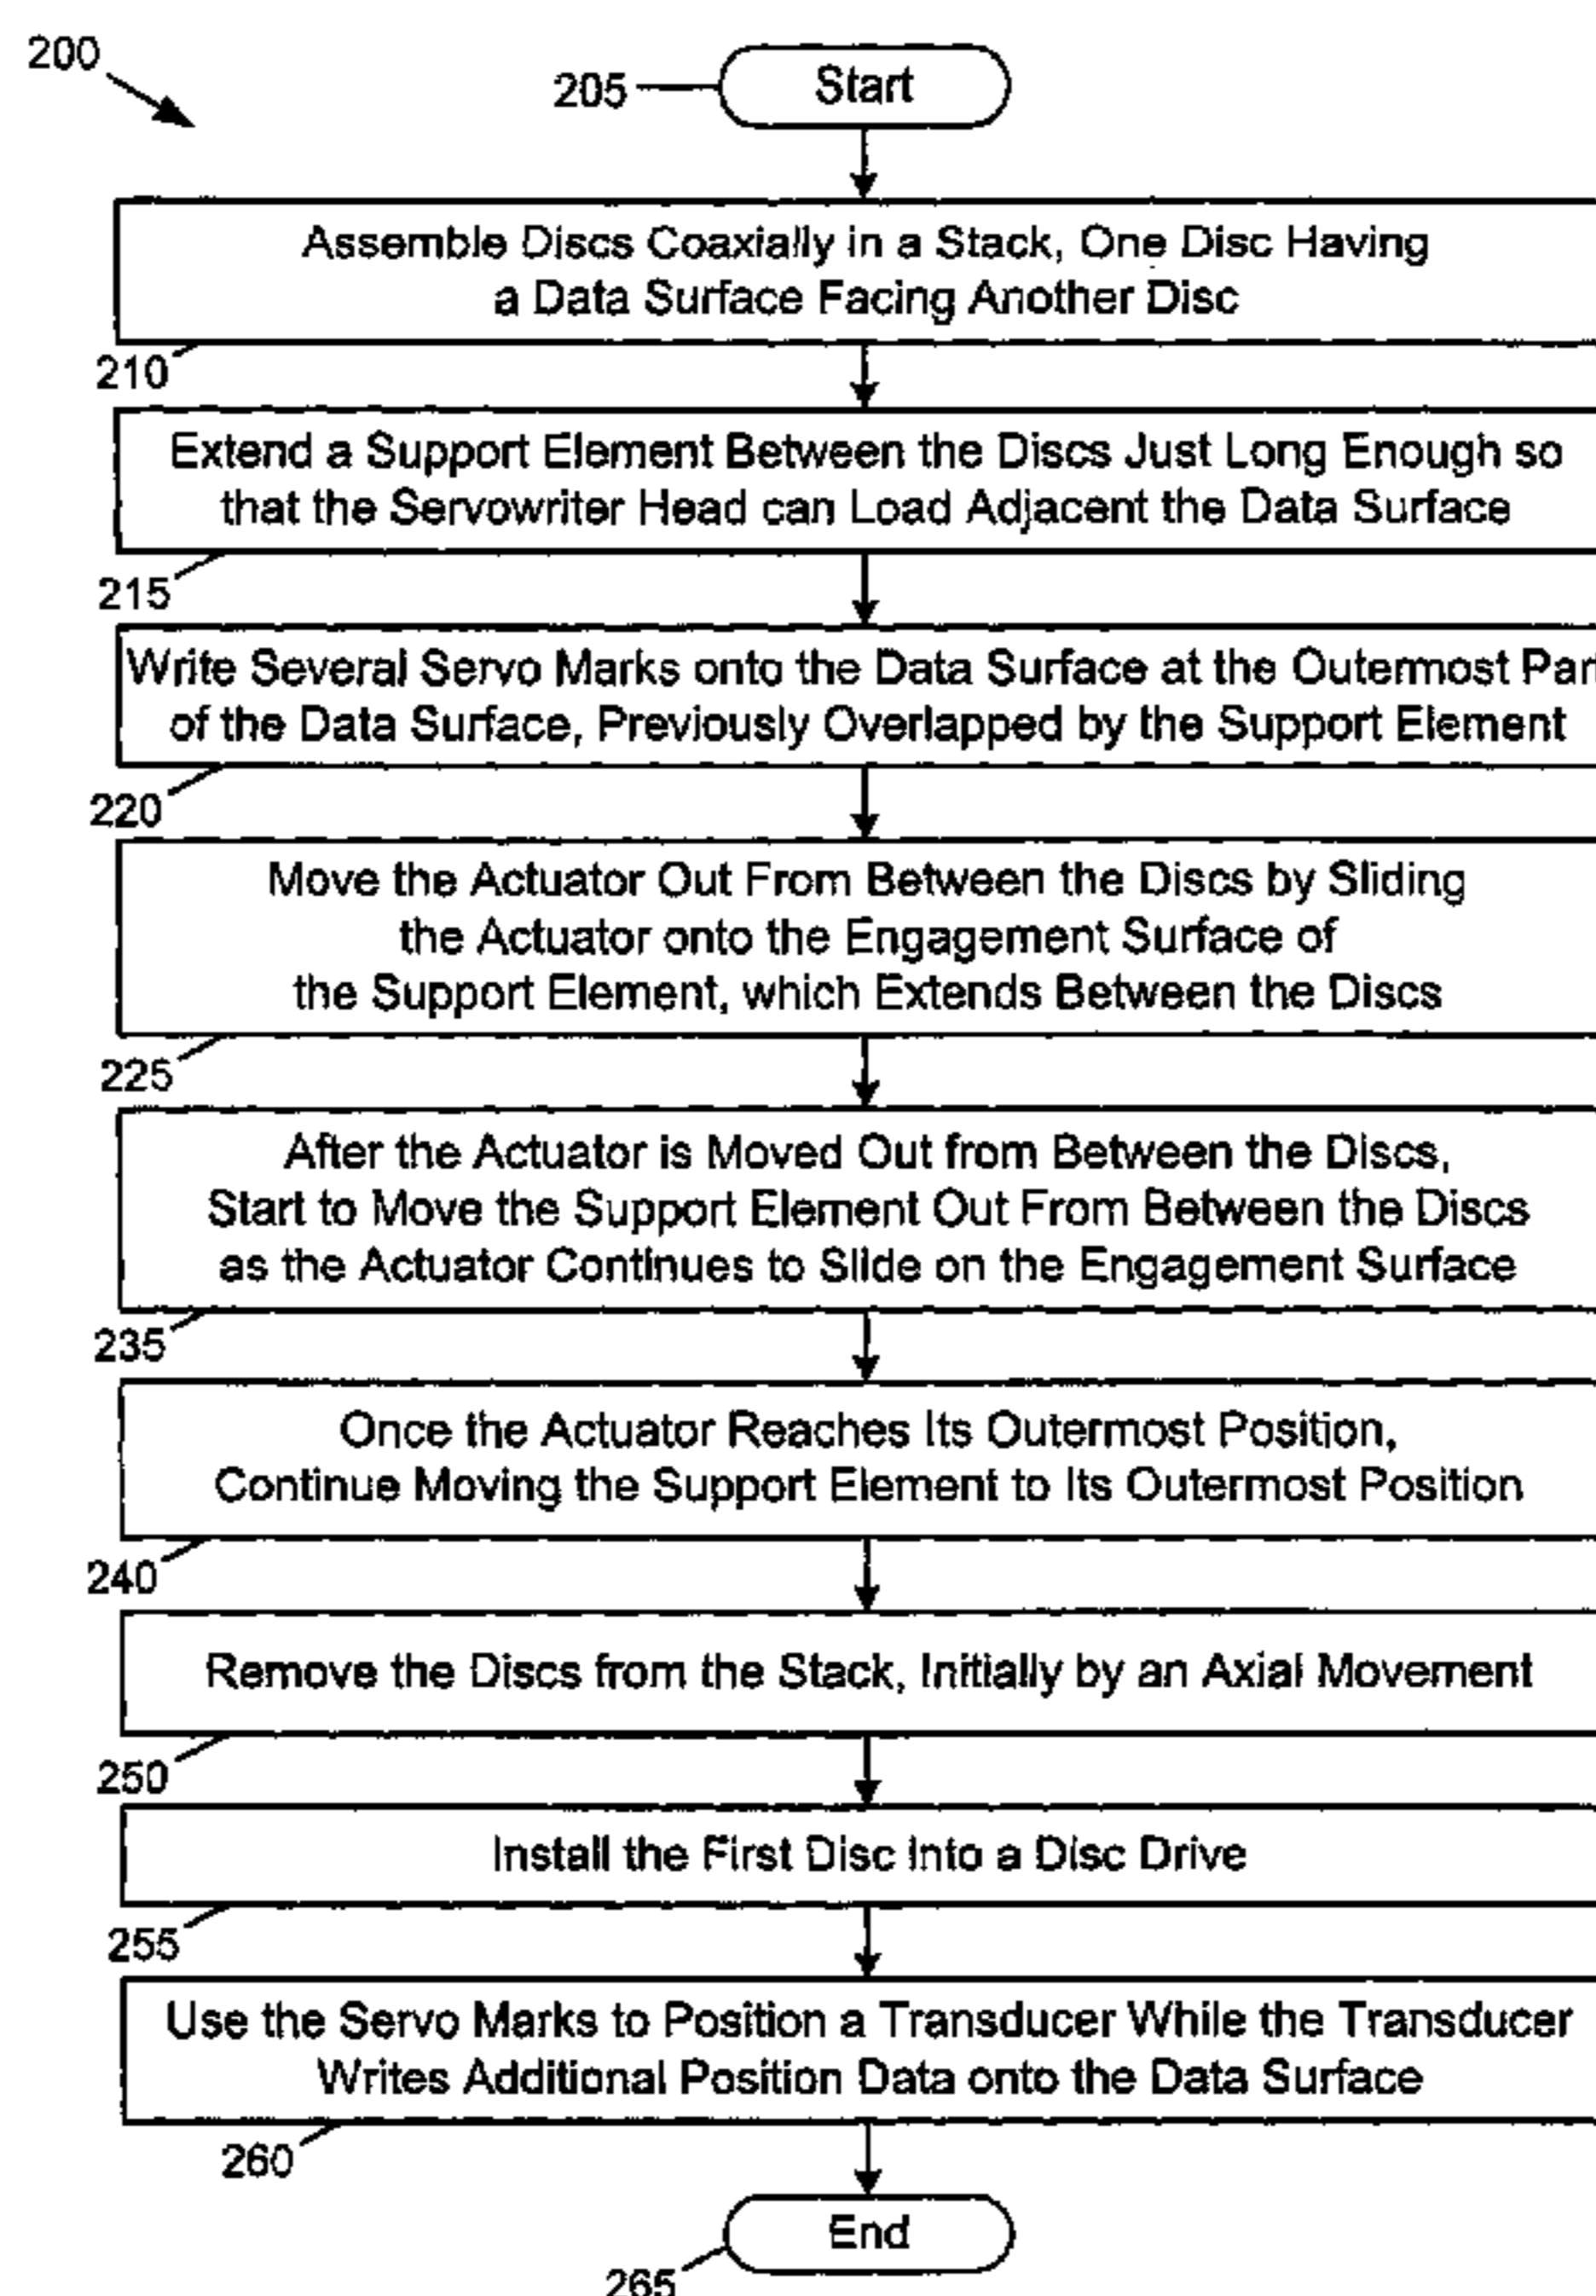 200
205
Start
Assemble Discs Coaxially in a Stack, One Disc Having
a Data Surface Facing Another Disc
210
Extend a Support Element Between the Discs Just Long Enough so
that the Servowriter Head can Load Adjacent the Data Surface
215
Write Several Servo Marks onto the Data Surface at the Outermost Part
of the Data Surface, Previously Overlapped by the Support Element
220
Move the Actuator Out From Between the Discs by Sliding
the Actuator onto the Engagement Surface of
the Support Element, which Extends Between the Discs
225
After the Actuator is Moved Out from Between the Discs,
Start to Move the Support Element Out From Between the Discs
as the Actuator Continues to Slide on the Engagement Surface
235
Once the Actuator Reaches Its Outermost Position,
Continue Moving the Support Element to Its Outermost Position
240
Remove the Discs from the Stack, Initially by an Axial Movement
250
Install the First Disc Into a Disc Drive
255
Use the Servo Marks to Position a Transducer While the Transducer
Writes Additional Position Data onto the Data Surface
260
End
265